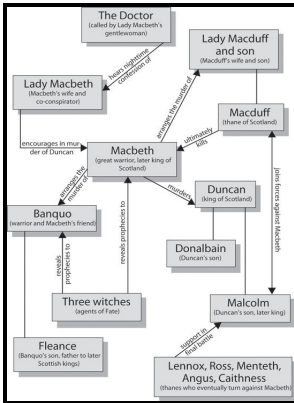 The Doctor
(called by Lady Macbeth's
gentlewoman)
hears nighttime
confession of
Lady Macduff
and son
(Macduff's wife and son)
Lady Macbeth
(Macbeth's wife and
co-conspirator)
arranges the murder of
Macduff
(thane of Scotland)
encourages in mur
der of Duncan
Macbeth
(great warrior, later king of
Scotland)
ultimately
kills
joins forces against Macbeth
arranges the
murder of
murders
Duncan
(king of Scotland)
Banquo
(warrior and Macbeth's friend)
reveals
prophecies to
reveals prophecies to
Donalbain
(Duncan's son)
Three witches
(agents of Fate)
Malcolm
(Duncan's son, later king)
support in
final battle
Fleance
(Banquo's son, father to later
Scottish kings)
Lennox, Ross, Menteth,
Angus, Caithness
(thanes who eventually turn against Macbeth)